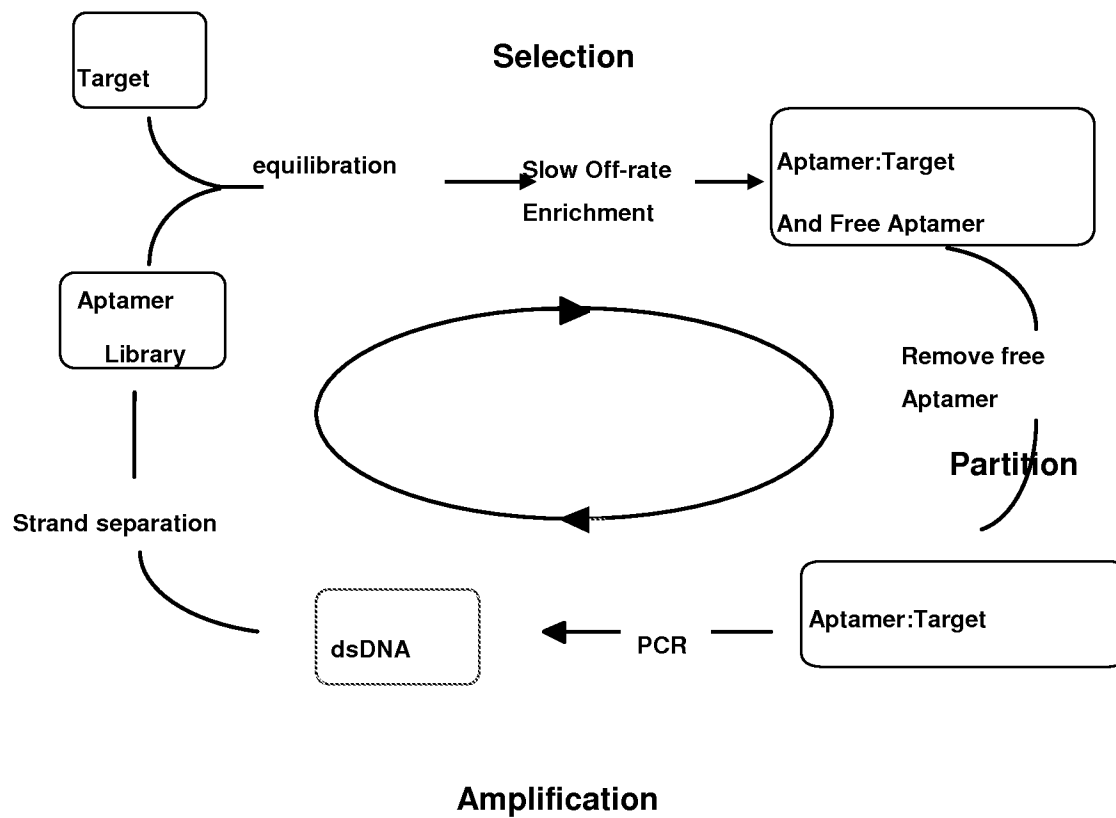 Selection
Target
equilibration
Slow Off-rate
Enrichment
Aptamer:Target
And Free Aptamer
Aptamer
Library
Remove free
Aptamer
Partition
Strand separation
Aptamer:Target
PCR
dsDNA
Amplification